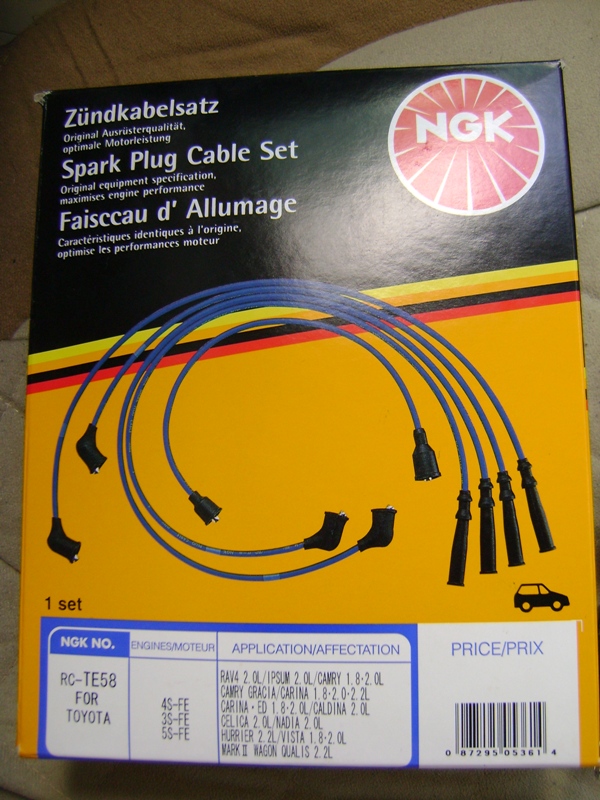 Zündkabelsatz
Original Ausrüsterqualität,
optimale Motorleistung
Spark Plug Cable Set
Original equipment specification,
maximises engine performance
Faisccau d' Allumage
Caractéristiques identiques à l'origine,
optimise les performances moteur
NGK
1 set
NGK NO.
ENGINES/MOTEUR
APPLICATION/AFFECTATION
PRICE/PRIX
RC-TE58
FOR
TOYOTA
4S-FE
3S-FE
5S-FE
RAV4 2.0L/IPSUM 2.0L/CAMRY 1.8·2.0L
CAMRY GRACIA/CARINA 1.8·2.0·2.2L
CARINA·ED 1.8·2.0L/CALDINA 2.0L
CELICA 2.0L/NADIA 2.0L
HURRIER 2.2L/VISTA 1.8·2.0L
MARKⅡ WAGON QUALIS 2.2L
0 87295 05361 4